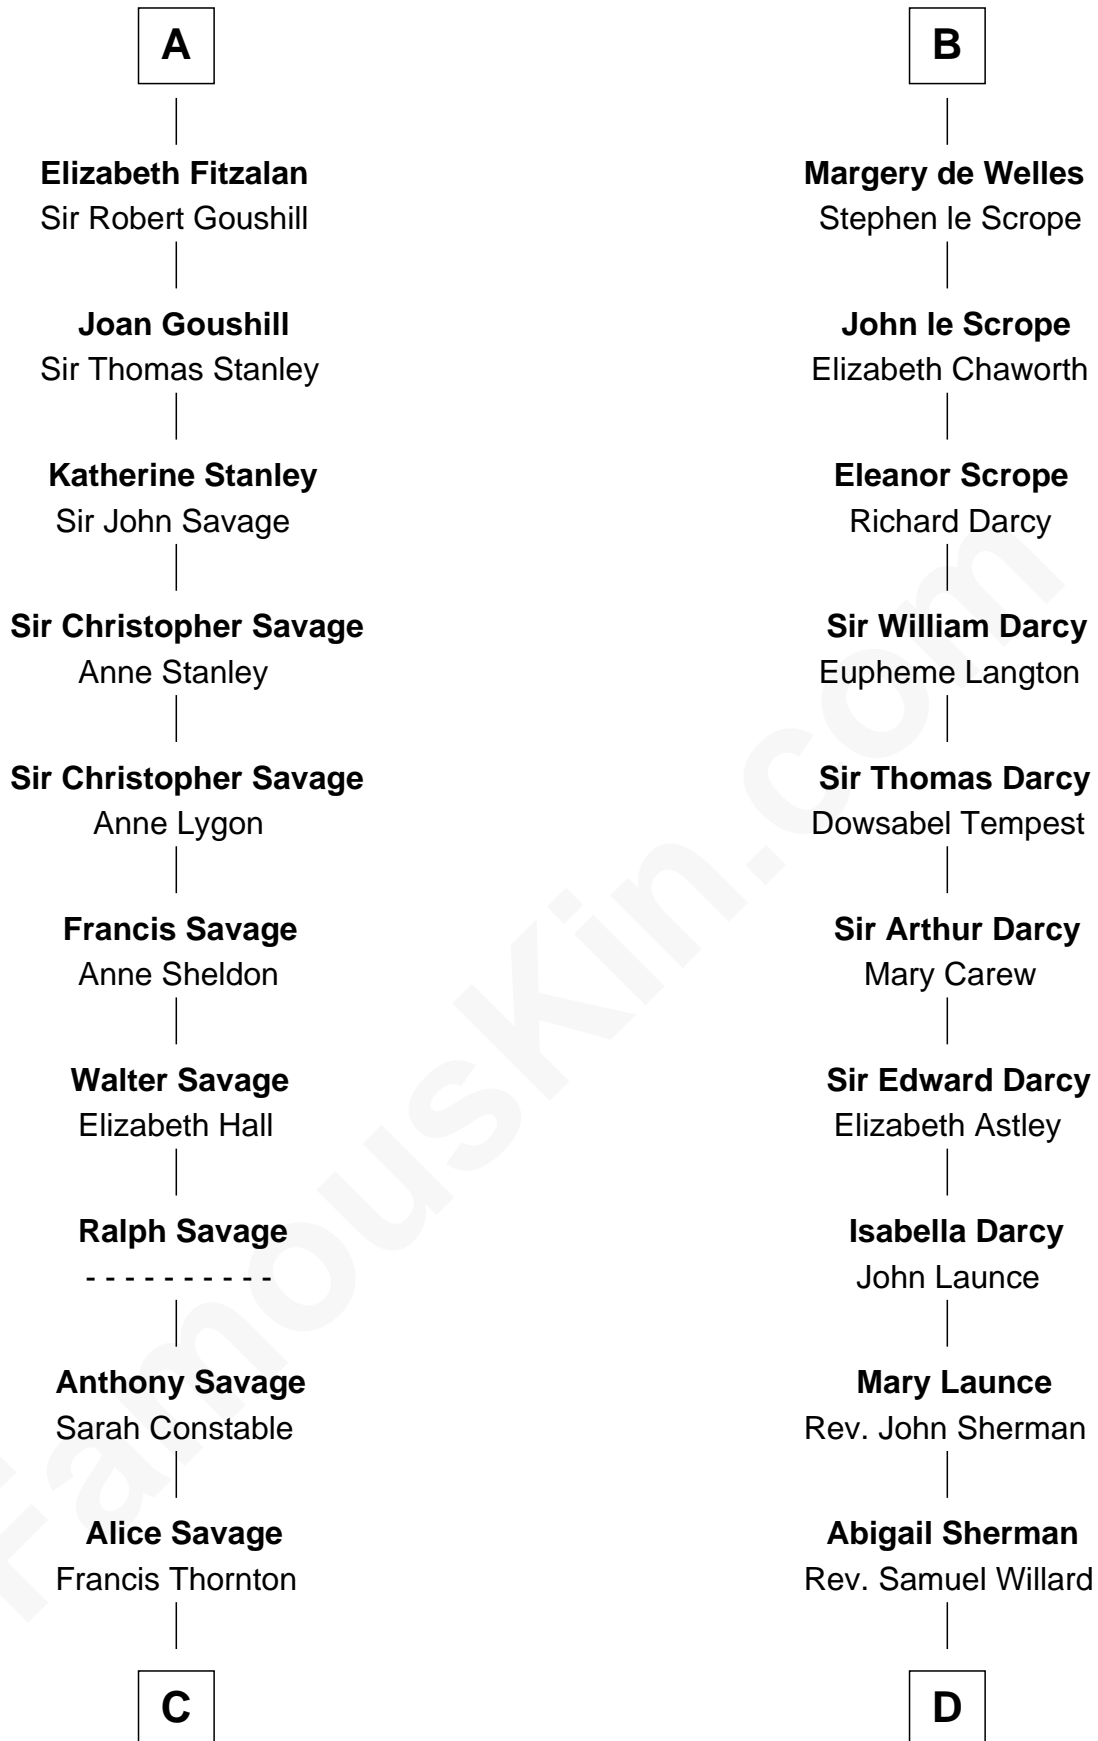 A
Elizabeth Fitzalan
Sir Robert Goushill
Joan Goushill
Sir Thomas Stanley
Katherine Stanley
Sir John Savage
Sir Christopher Savage
Anne Stanley
Sir Christopher Savage
Anne Lygon
Francis Savage
Anne Sheldon
Walter Savage
Elizabeth Hall
Ralph Savage
- - - - - - - - - -
Anthony Savage
Sarah Constable
Alice Savage
Francis Thornton
C
B
Margery de Welles
Stephen le Scrope
John le Scrope
Elizabeth Chaworth
Eleanor Scrope
Richard Darcy
Sir William Darcy
Eupheme Langton
Sir Thomas Darcy
Dowsabel Tempest
Sir Arthur Darcy
Mary Carew
Sir Edward Darcy
Elizabeth Astley
Isabella Darcy
John Launce
Mary Launce
Rev. John Sherman
Abigail Sherman
Rev. Samuel Willard
D
FamousKin.com